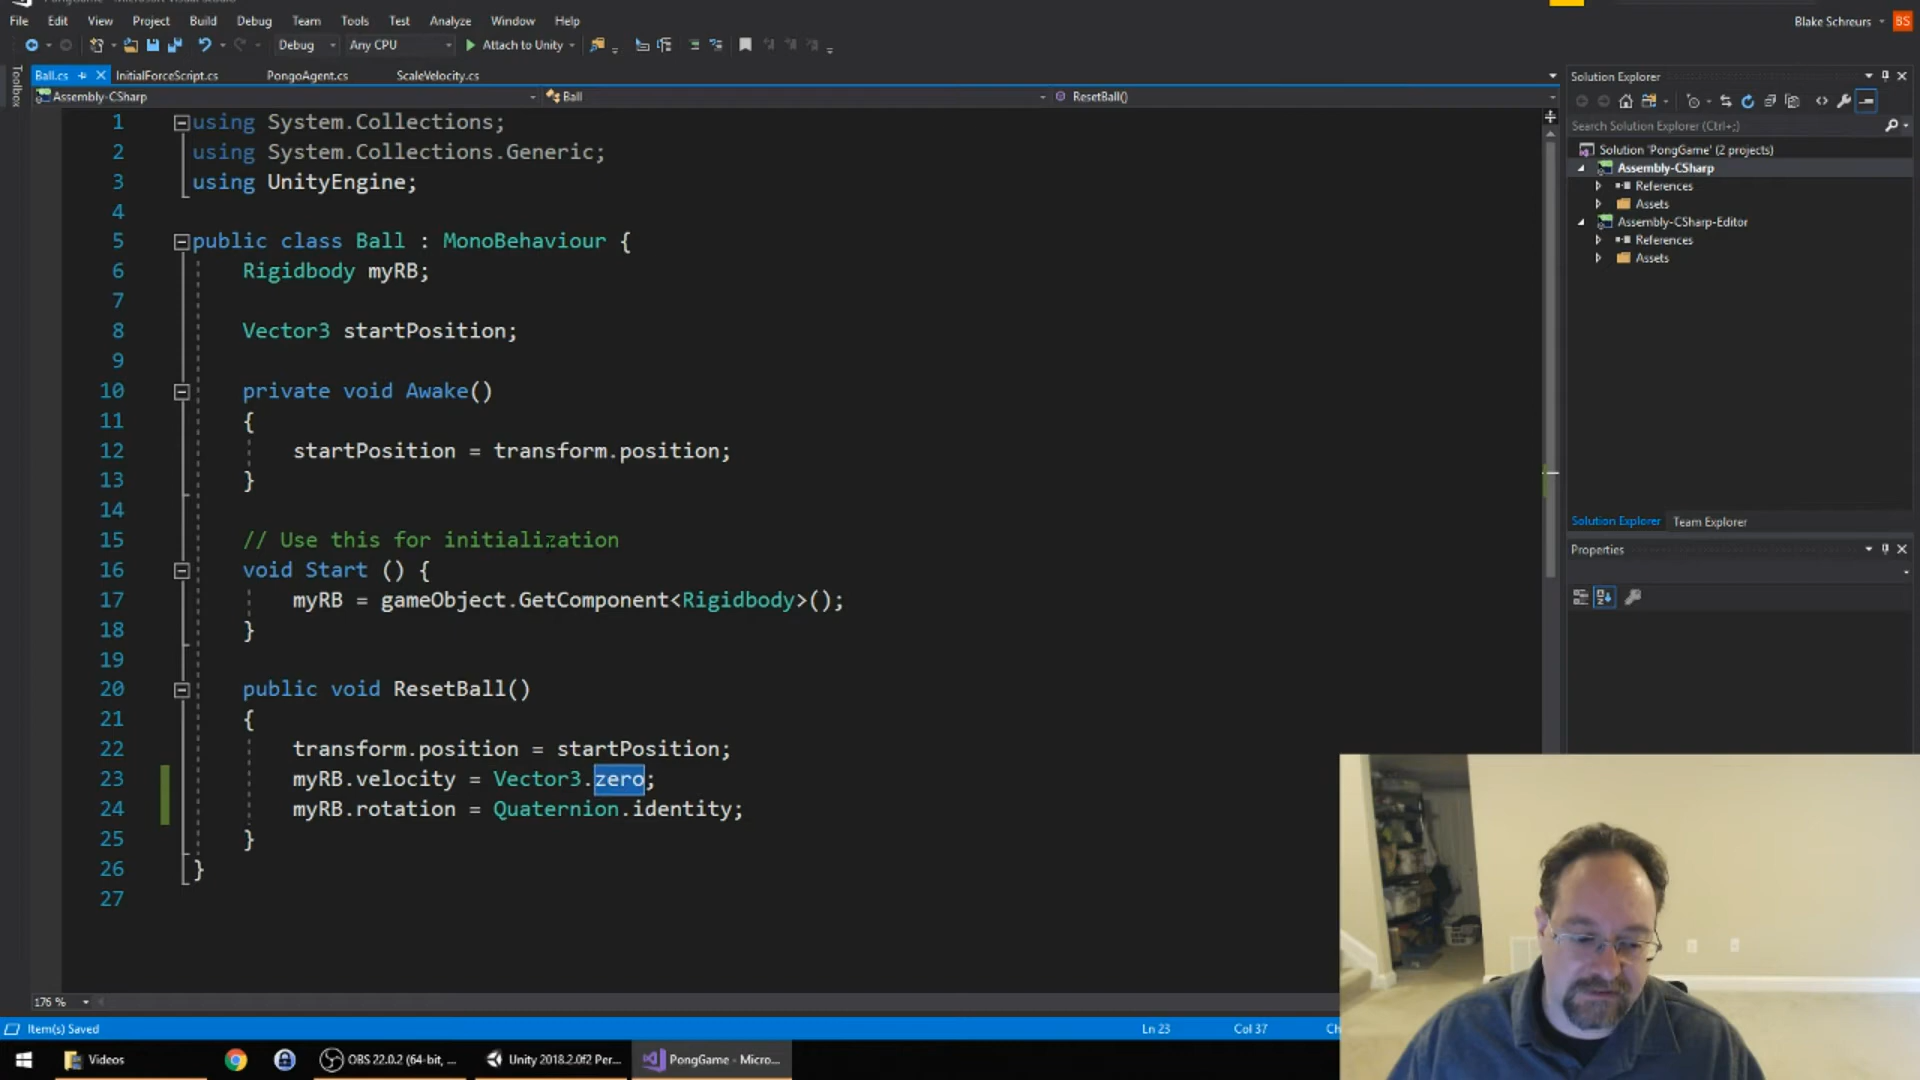 PongGame - Microsoft Visual Studio
File Edit View Project Build Debug Team Tools Test Analyze Window Help
Blake Schreurs BS
Debug Any CPU Attach to Unity
Toolbox
Ball.cs InitialForceScript.cs PongoAgent.cs ScaleVelocity.cs
Assembly-CSharp Ball ResetBall()
1 using System.Collections;
2 using System.Collections.Generic;
3 using UnityEngine;
4
5 public class Ball : MonoBehaviour {
6 Rigidbody myRB;
7
8 Vector3 startPosition;
9
10 private void Awake()
11 {
12 startPosition = transform.position;
13 }
14
15 // Use this for initialization
16 void Start () {
17 myRB = gameObject.GetComponent<Rigidbody>();
18 }
19
20 public void ResetBall()
21 {
22 transform.position = startPosition;
23 myRB.velocity = Vector3.zero;
24 myRB.rotation = Quaternion.identity;
25 }
26 }
27
176 %
Solution Explorer
Search Solution Explorer (Ctrl+;)
Solution 'PongGame' (2 projects)
Assembly-CSharp
References
Assets
Assembly-CSharp-Editor
References
Assets
Solution Explorer Team Explorer
Properties
Item(s) Saved Ln 23 Col 37 Ch
Videos OBS 22.0.2 (64-bit, ... Unity 2018.2.0f2 Per... PongGame - Micro...